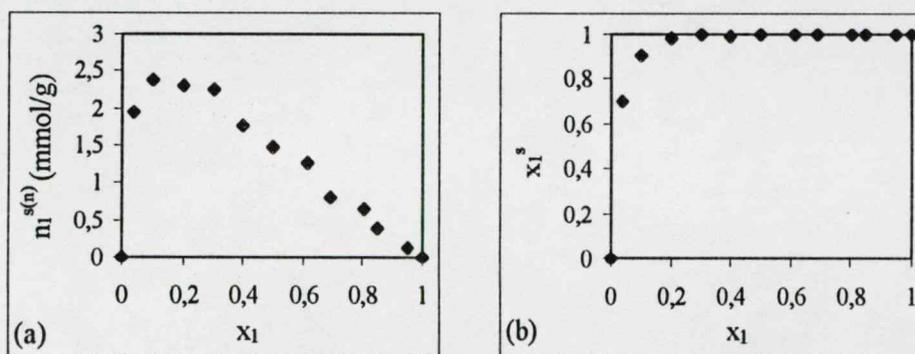 3
2,5
2
1,5
1
0,5
0
n₁ˢ⁽ⁿ⁾ (mmol/g)
0 0,2 0,4 0,6 0,8 1
(a) x₁
1
0,8
0,6
0,4
0,2
0
x₁ˢ
0 0,2 0,4 0,6 0,8 1
(b) x₁